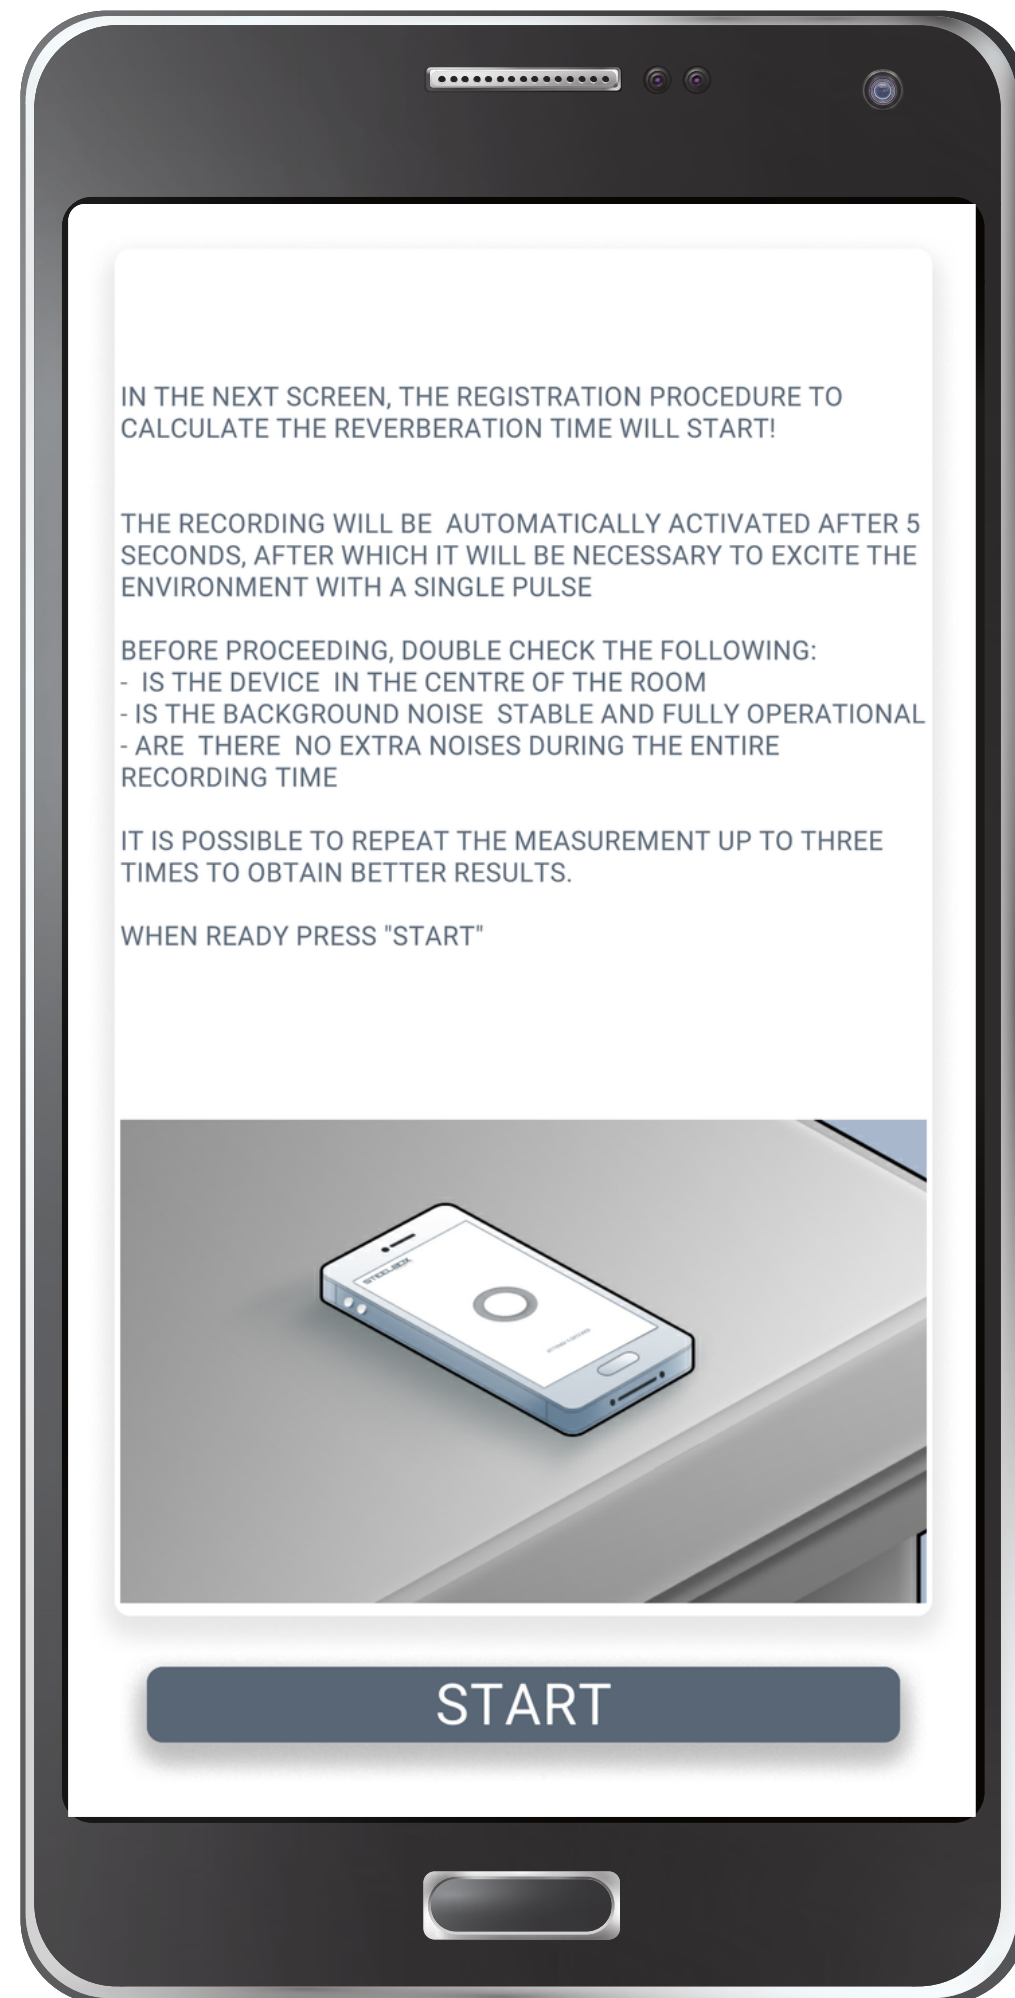 IN THE NEXT SCREEN, THE REGISTRATION PROCEDURE TO
CALCULATE THE REVERBERATION TIME WILL START!
THE RECORDING WILL BE  AUTOMATICALLY ACTIVATED AFTER 5
SECONDS, AFTER WHICH IT WILL BE NECESSARY TO EXCITE THE
ENVIRONMENT WITH A SINGLE PULSE
BEFORE PROCEEDING, DOUBLE CHECK THE FOLLOWING:
-  IS THE DEVICE  IN THE CENTRE OF THE ROOM
- IS THE BACKGROUND NOISE  STABLE AND FULLY OPERATIONAL
- ARE  THERE  NO EXTRA NOISES DURING THE ENTIRE
RECORDING TIME
IT IS POSSIBLE TO REPEAT THE MEASUREMENT UP TO THREE
TIMES TO OBTAIN BETTER RESULTS.
WHEN READY PRESS "START"
STEELBOX
START